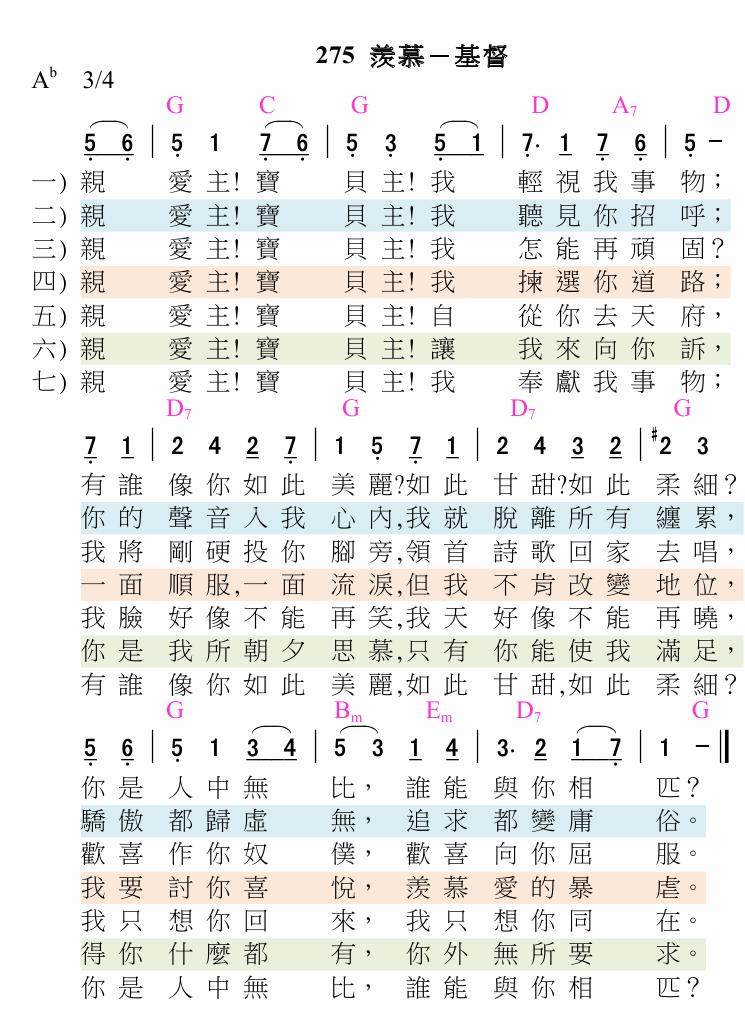 275 羨慕－基督
A♭ 3/4
G C G D A7 D
5 6 | 5 1 7 6 | 5 3 5 1 | 7· 1 7 6 | 5 －
一) 親 愛主! 寶 貝主! 我 輕視我事 物；
二) 親 愛主! 寶 貝主! 我 聽見你招 呼；
三) 親 愛主! 寶 貝主! 我 怎能再頑 固？
四) 親 愛主! 寶 貝主! 我 揀選你道 路；
五) 親 愛主! 寶 貝主! 自 從你去天 府，
六) 親 愛主! 寶 貝主! 讓 我來向你 訴，
七) 親 愛主! 寶 貝主! 我 奉獻我事 物；
D7 G D7 G
7 1 | 2 4 2 7 | 1 5 7 1 | 2 4 3 2 | #2 3
有誰 像你如此 美麗?如此 甘甜?如此 柔細？
你的 聲音入我 心內,我就 脫離所有 纏累，
我將 剛硬投你 腳旁,領首 詩歌回家 去唱，
一面 順服,一面 流淚,但我 不肯改變 地位，
我臉 好像不能 再笑,我天 好像不能 再曉，
你是 我所朝夕 思慕,只有 你能使我 滿足，
有誰 像你如此 美麗,如此 甘甜,如此 柔細？
G Bm Em D7 G
5 6 | 5 1 3 4 | 5 3 1 4 | 3· 2 1 7 | 1 －
你是 人中無 比， 誰能 與你相 匹？
驕傲 都歸虛 無， 追求 都變庸 俗。
歡喜 作你奴 僕， 歡喜 向你屈 服。
我要 討你喜 悅， 羨慕 愛的暴 虐。
我只 想你回 來， 我只 想你同 在。
得你 什麼都 有， 你外 無所要 求。
你是 人中無 比， 誰能 與你相 匹？